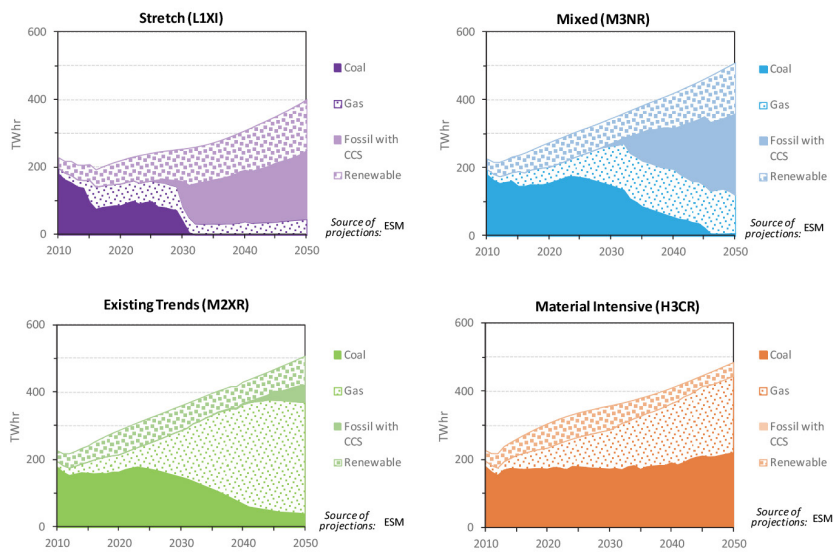 Stretch (L1XI)
600
400
200
0
TWhr
2010
2020
2030
2040
2050
Coal
Gas
Fossil with
CCS
Renewable
Source of
projections: ESM
Mixed (M3NR)
600
400
200
0
TWhr
2010
2020
2030
2040
2050
Coal
Gas
Fossil with
CCS
Renewable
Source of
projections: ESM
Existing Trends (M2XR)
600
400
200
0
TWhr
2010
2020
2030
2040
2050
Coal
Gas
Fossil with
CCS
Renewable
Source of
projections: ESM
Material Intensive (H3CR)
600
400
200
0
TWhr
2010
2020
2030
2040
2050
Coal
Gas
Fossil with
CCS
Renewable
Source of
projections: ESM